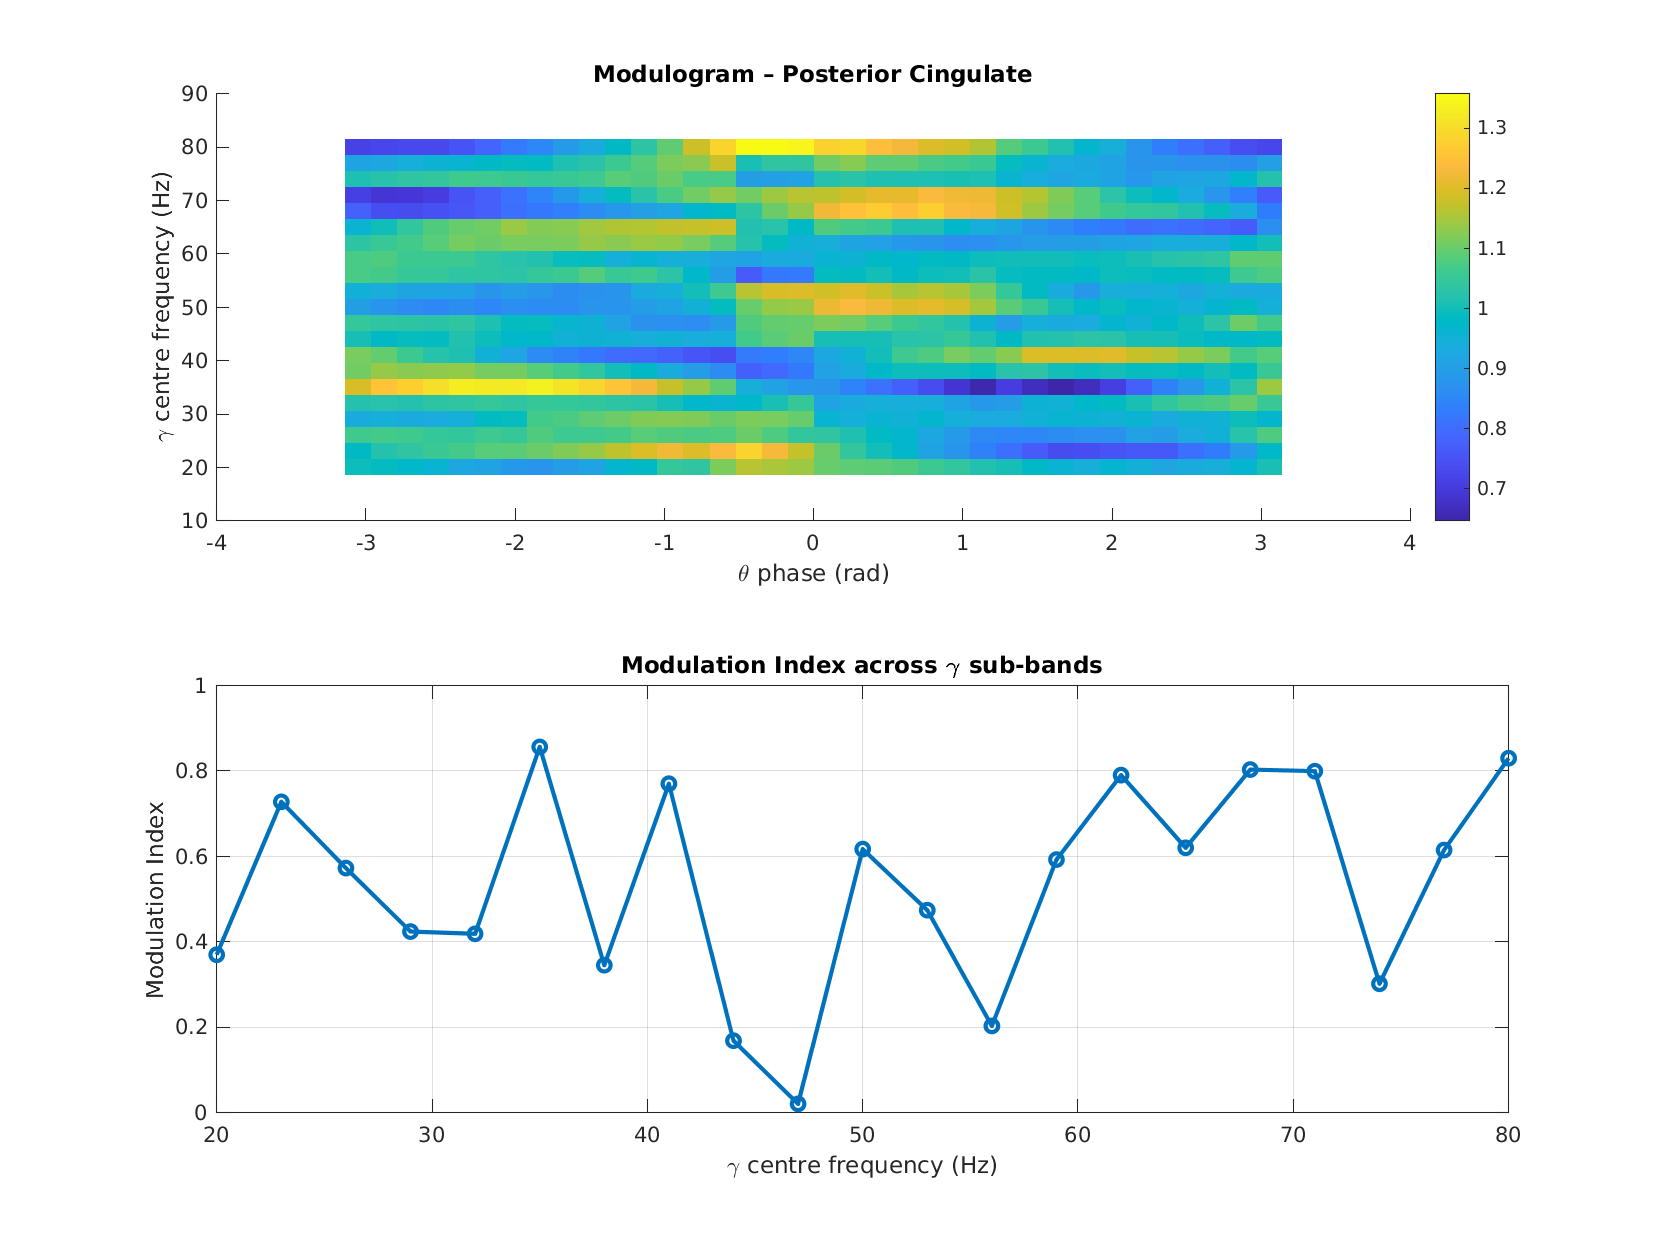 Modulogram – Posterior Cingulate
γ centre frequency (Hz)
90
80
70
60
50
40
30
20
10
-4 -3 -2 -1 0 1 2 3 4
θ phase (rad)
1.3
1.2
1.1
1
0.9
0.8
0.7
Modulation Index across γ sub-bands
Modulation Index
1
0.8
0.6
0.4
0.2
0
20 30 40 50 60 70 80
γ centre frequency (Hz)